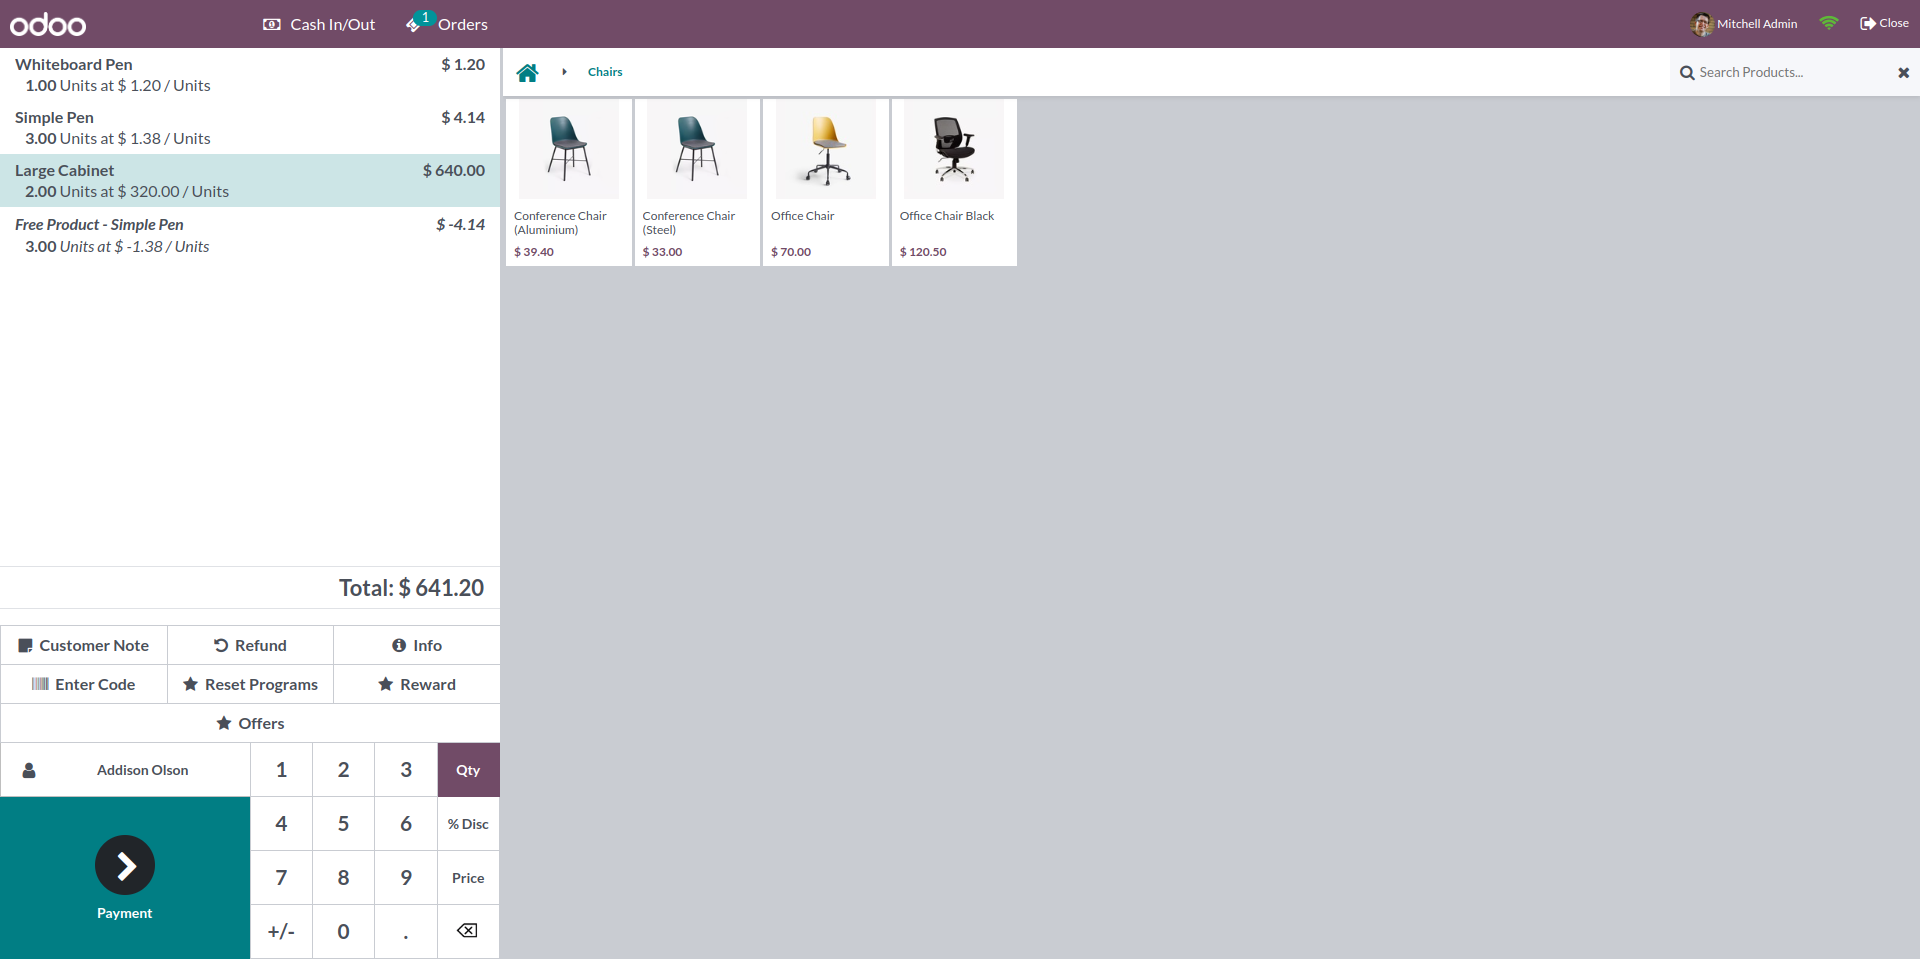 odoo
Cash In/Out
1
Orders
Mitchell Admin
Close
Whiteboard Pen $ 1.20
1.00 Units at $ 1.20 / Units
Simple Pen $ 4.14
3.00 Units at $ 1.38 / Units
Large Cabinet $ 640.00
2.00 Units at $ 320.00 / Units
Free Product - Simple Pen $ -4.14
3.00 Units at $ -1.38 / Units
Total: $ 641.20
Customer Note
Refund
Info
Enter Code
Reset Programs
Reward
Offers
Addison Olson
1 2 3 Qty
4 5 6 % Disc
7 8 9 Price
+/- 0 .
Payment
Chairs
Search Products...
Conference Chair
(Aluminium)
$ 39.40
Conference Chair
(Steel)
$ 33.00
Office Chair
$ 70.00
Office Chair Black
$ 120.50